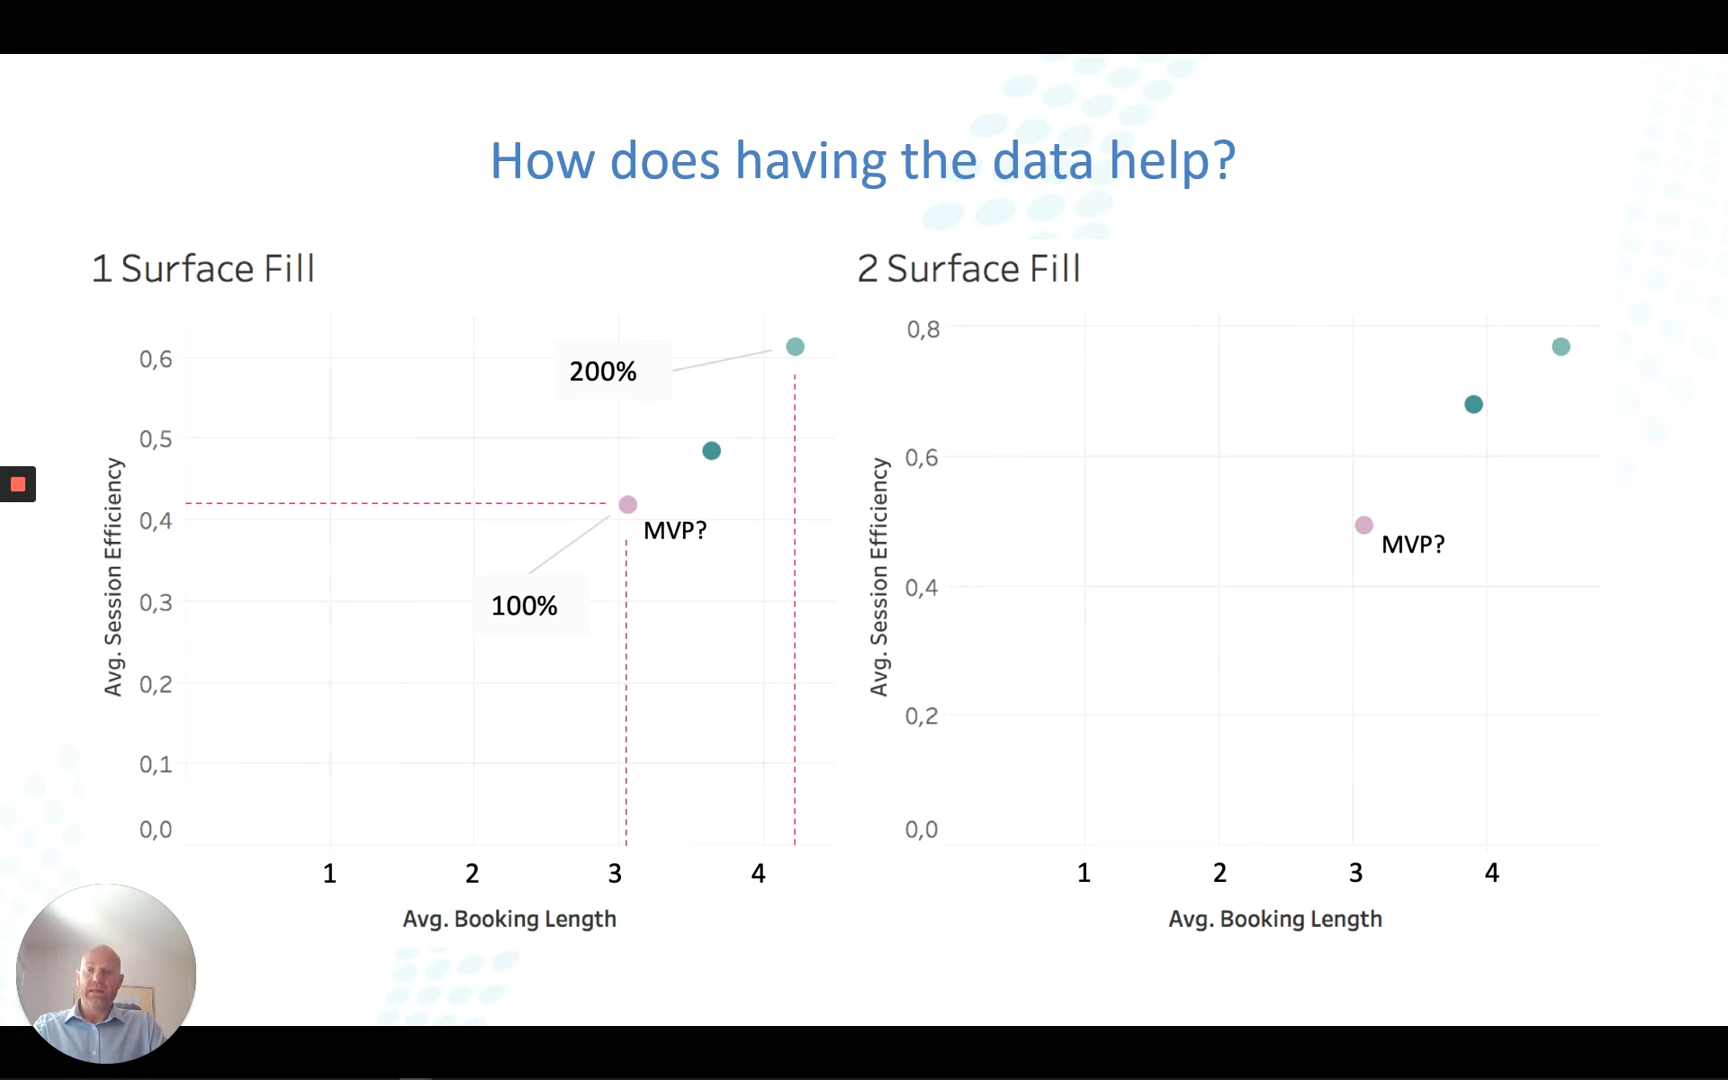 How does having the data help?
1 Surface Fill
0,6
0,5
0,4
0,3
0,2
0,1
0,0
Avg. Session Efficiency
200%
MVP?
100%
1 2 3 4
Avg. Booking Length
2 Surface Fill
0,8
0,6
0,4
0,2
0,0
Avg. Session Efficiency
MVP?
1 2 3 4
Avg. Booking Length